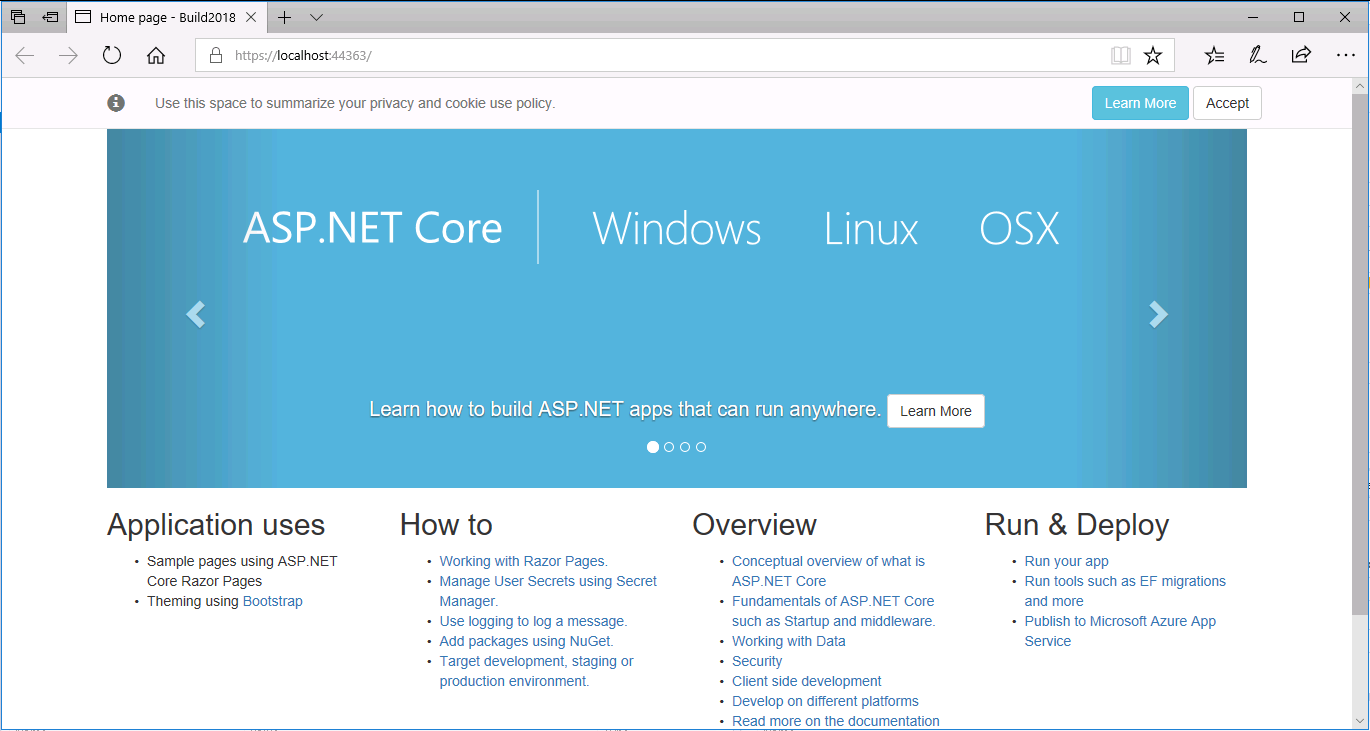 Home page - Build2018
https://localhost:44363/
Use this space to summarize your privacy and cookie use policy.
Learn More
Accept
ASP.NET Core
Windows
Linux
OSX
Learn how to build ASP.NET apps that can run anywhere.
Learn More
Application uses
Sample pages using ASP.NET
Core Razor Pages
Theming using Bootstrap
How to
Working with Razor Pages.
Manage User Secrets using Secret
Manager.
Use logging to log a message.
Add packages using NuGet.
Target development, staging or
production environment.
Overview
Conceptual overview of what is
ASP.NET Core
Fundamentals of ASP.NET Core
such as Startup and middleware.
Working with Data
Security
Client side development
Develop on different platforms
Read more on the documentation
Run & Deploy
Run your app
Run tools such as EF migrations
and more
Publish to Microsoft Azure App
Service